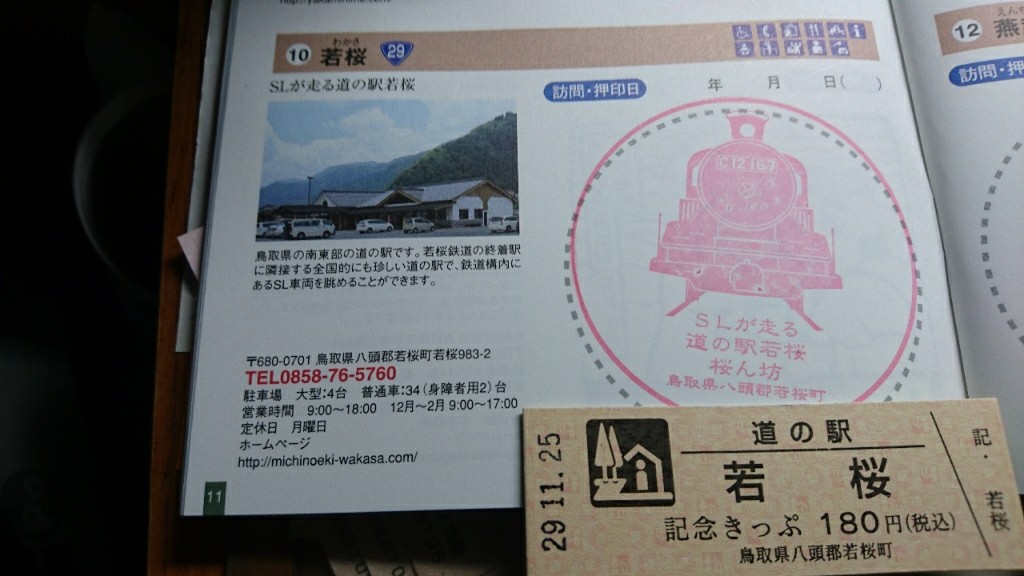 ⑩ 若桜 29
わかさ
SLが走る道の駅若桜
鳥取県の南東部の道の駅です。若桜鉄道の終着駅
に隣接する全国的にも珍しい道の駅で、鉄道構内に
あるSL車両を眺めることができます。
〒680-0701 鳥取県八頭郡若桜町若桜983-2
TEL0858-76-5760
駐車場 大型:4台 普通車:34(身障者用2)台
営業時間 9:00〜18:00 12月〜2月 9:00〜17:00
定休日 月曜日
ホームページ
http://michinoeki-wakasa.com/
11
訪問・押印日 年 月 日( )
C12 167
SLが走る
道の駅若桜
桜ん坊
鳥取県八頭郡若桜町
⑫ 燕
えんち
訪問・押
29 11.25
道の駅
若桜
記念きっぷ 180円(税込)
鳥取県八頭郡若桜町
記・若桜